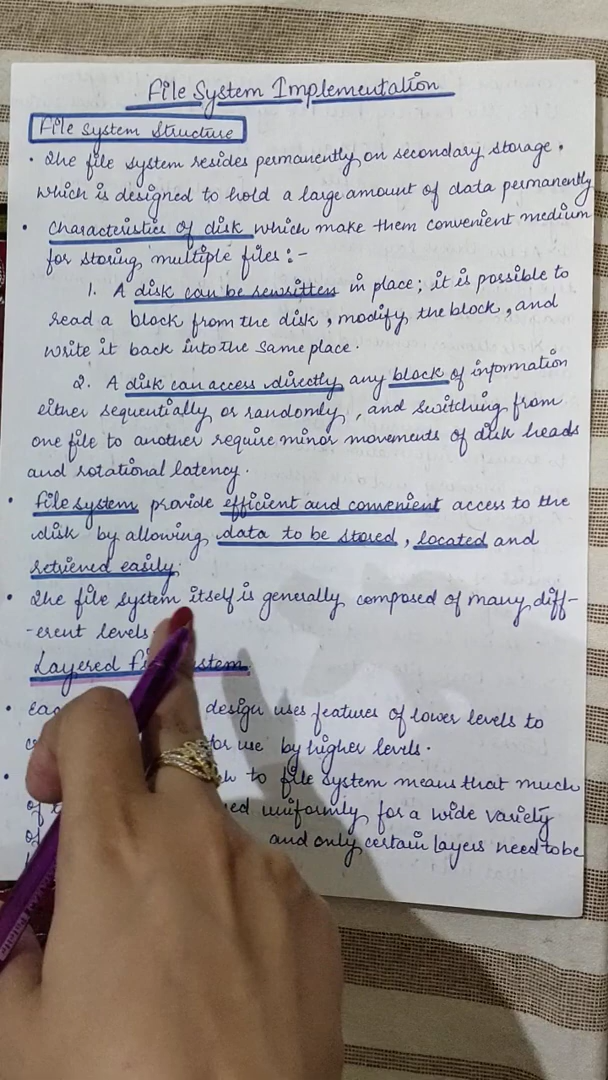 File System Implementation
File System Structure
• The file system resides permanently on secondary storage.
which is designed to hold a large amount of data permanently
• Characteristics of disk which make them convenient medium
for storing multiple files :-
1. A disk can be rewritten in place; it is possible to
read a block from the disk, modify the block, and
write it back into the same place.
2. A disk can access directly any block of information
either sequentially or randomly, and switching from
one file to another require minor movements of disk heads
and rotational latency.
• File system provide efficient and convenient access to the
disk by allowing data to be stored, located and
retrieved easily.
• The file system itself is generally composed of many diff-
-erent levels
Layered
• design uses features of lower levels to
for use by higher levels.
• to file system means that much
of uniformly for a wide variety
of and only certain layers need to be